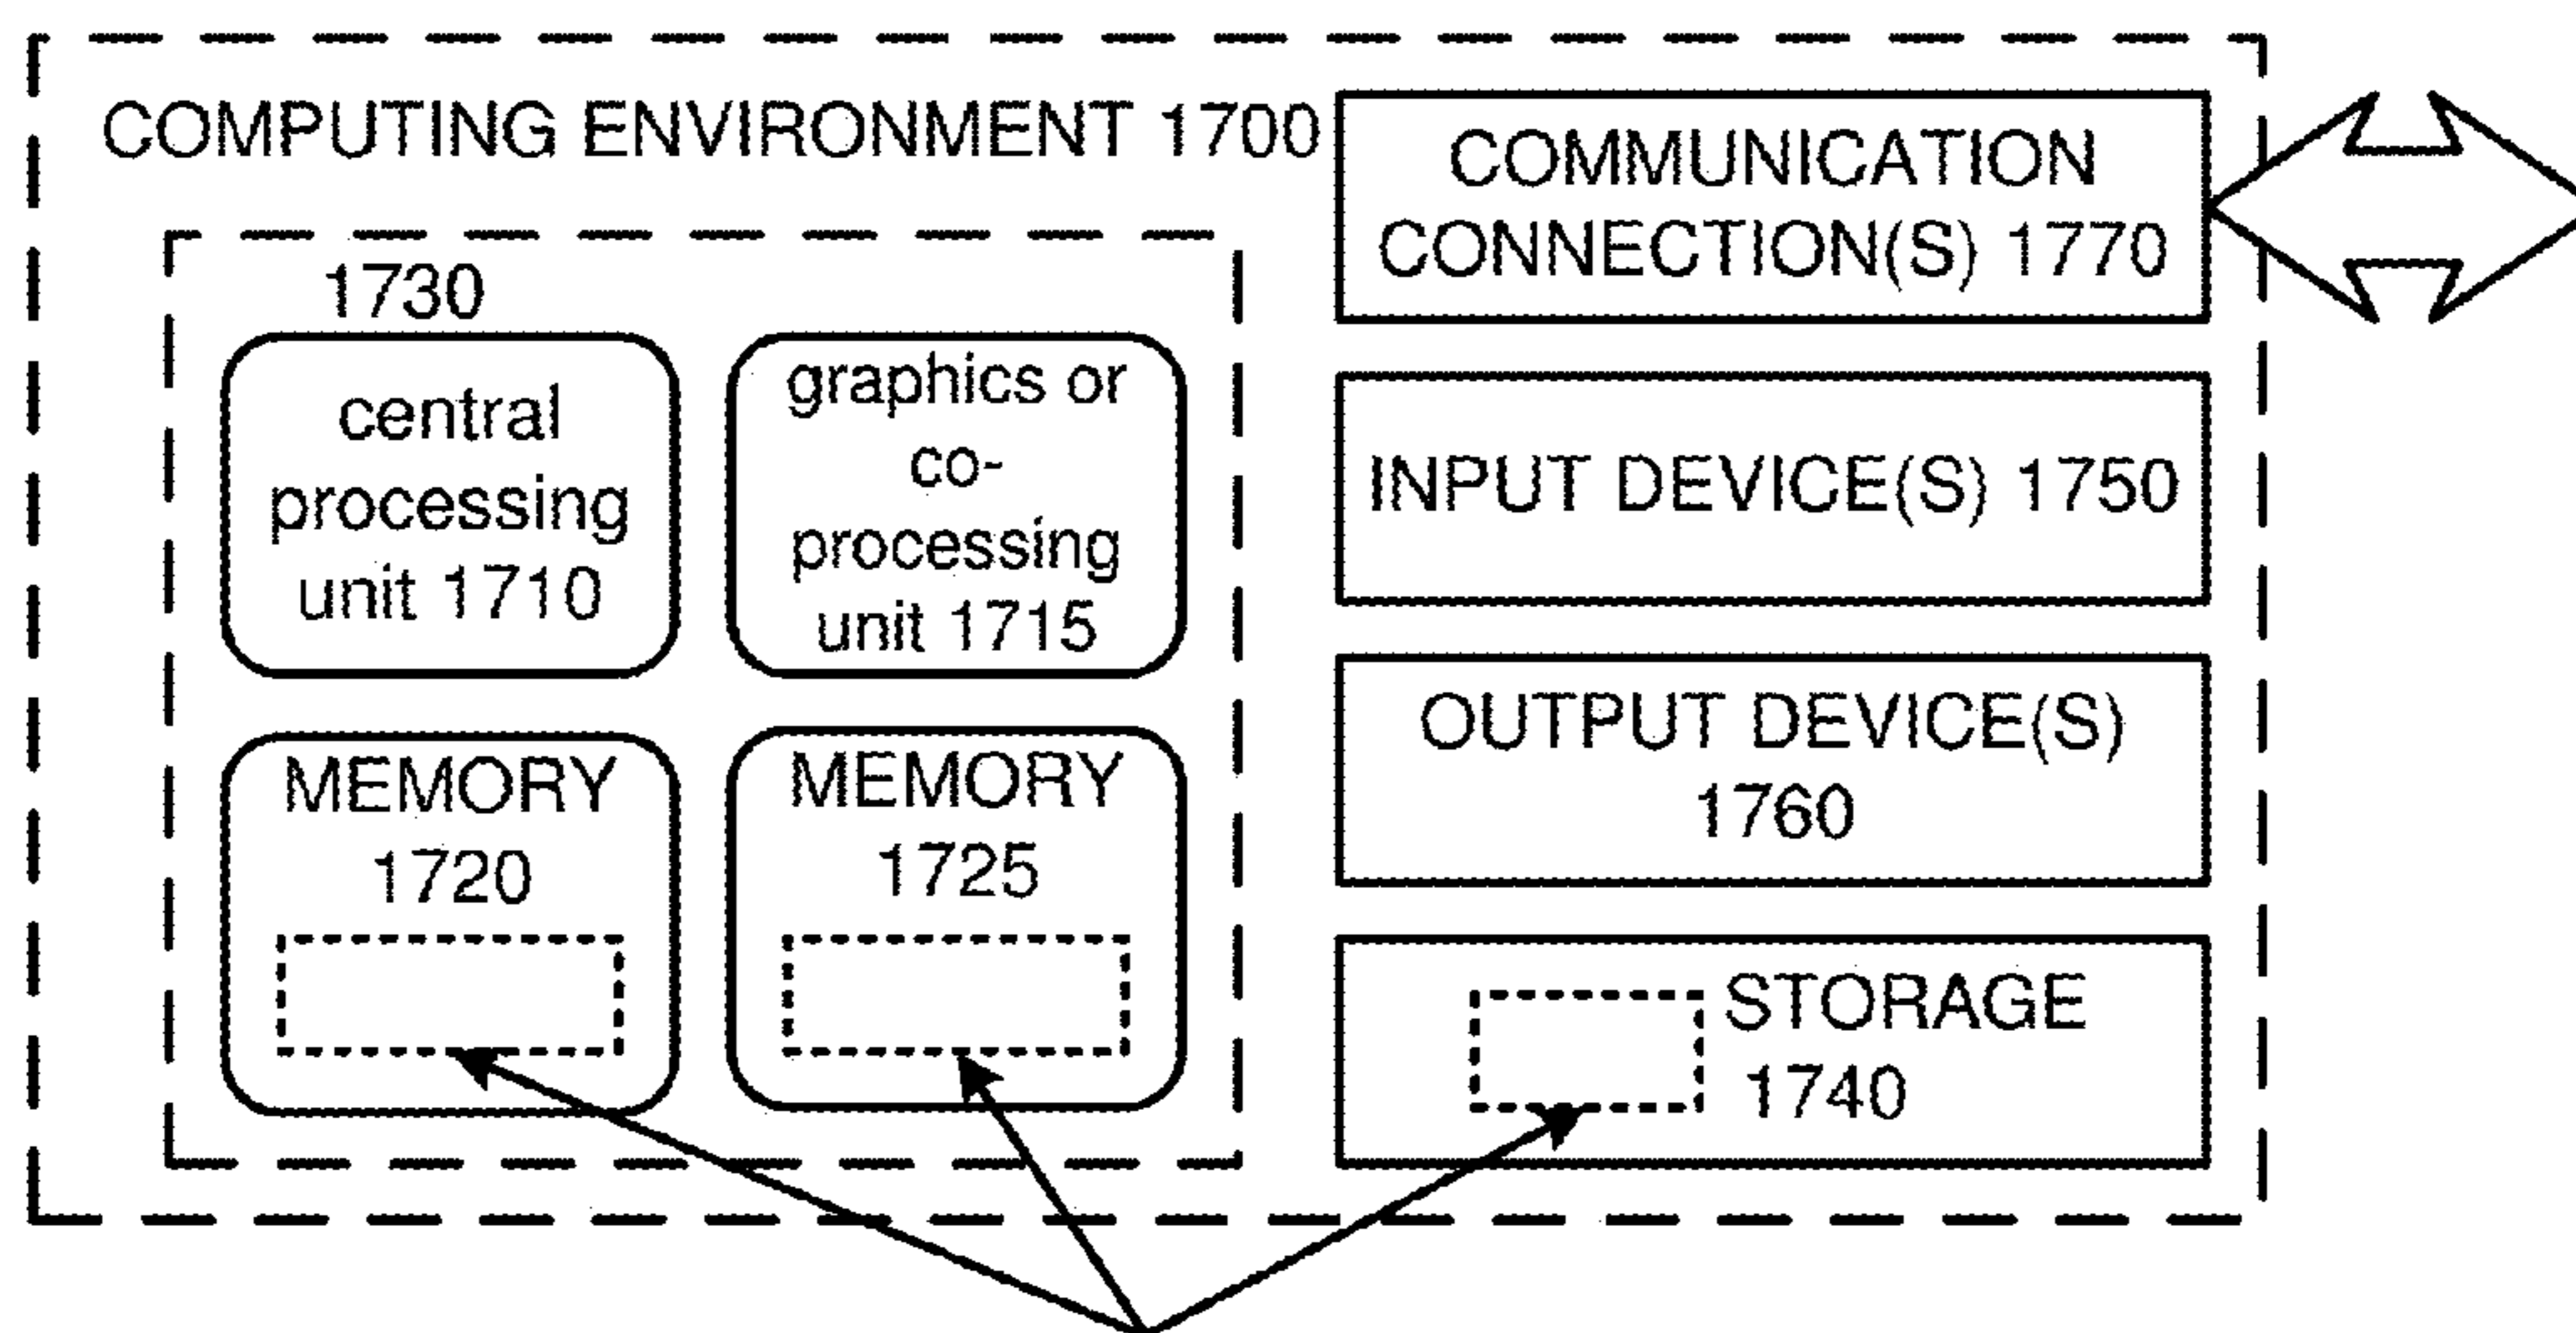 COMPUTING ENVIRONMENT 1700
1730
central
processing
unit 1710
graphics or
co-
processing
unit 1715
MEMORY
1720
MEMORY
1725
COMMUNICATION
CONNECTION(S) 1770
INPUT DEVICE(S) 1750
OUTPUT DEVICE(S)
1760
STORAGE
1740